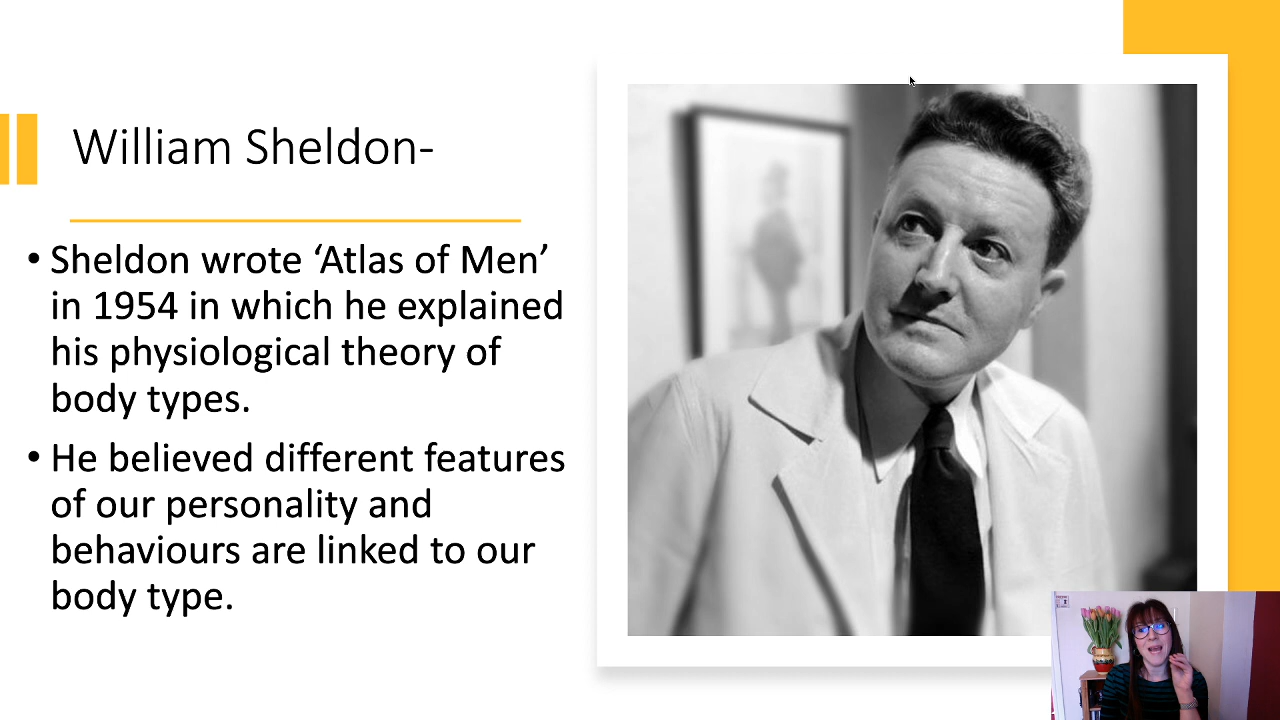 William Sheldon-
• Sheldon wrote ‘Atlas of Men’
in 1954 in which he explained
his physiological theory of
body types.
• He believed different features
of our personality and
behaviours are linked to our
body type.